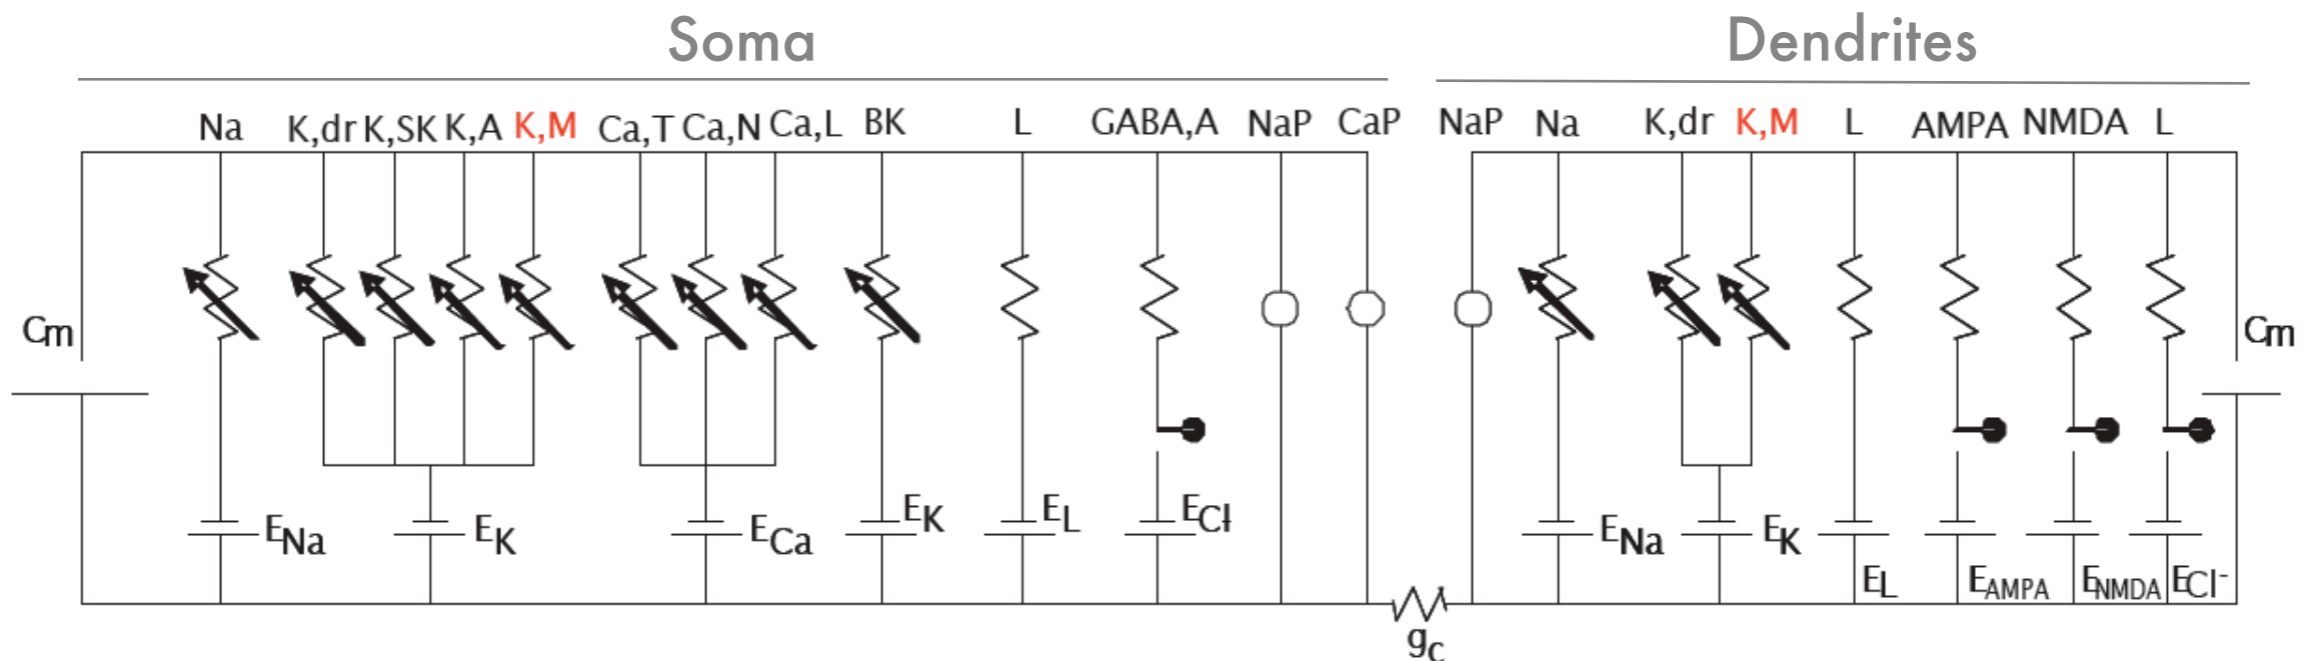 Soma Dendrites
Na K,dr K,SK K,A K,M Ca,T Ca,N Ca,L BK L GABA,A NaP CaP NaP Na K,dr K,M L AMPA NMDA L
Cm Cm
ENa EK ECa EK EL ECl ENa EK EL EAMPA ENMDA ECl-
gc